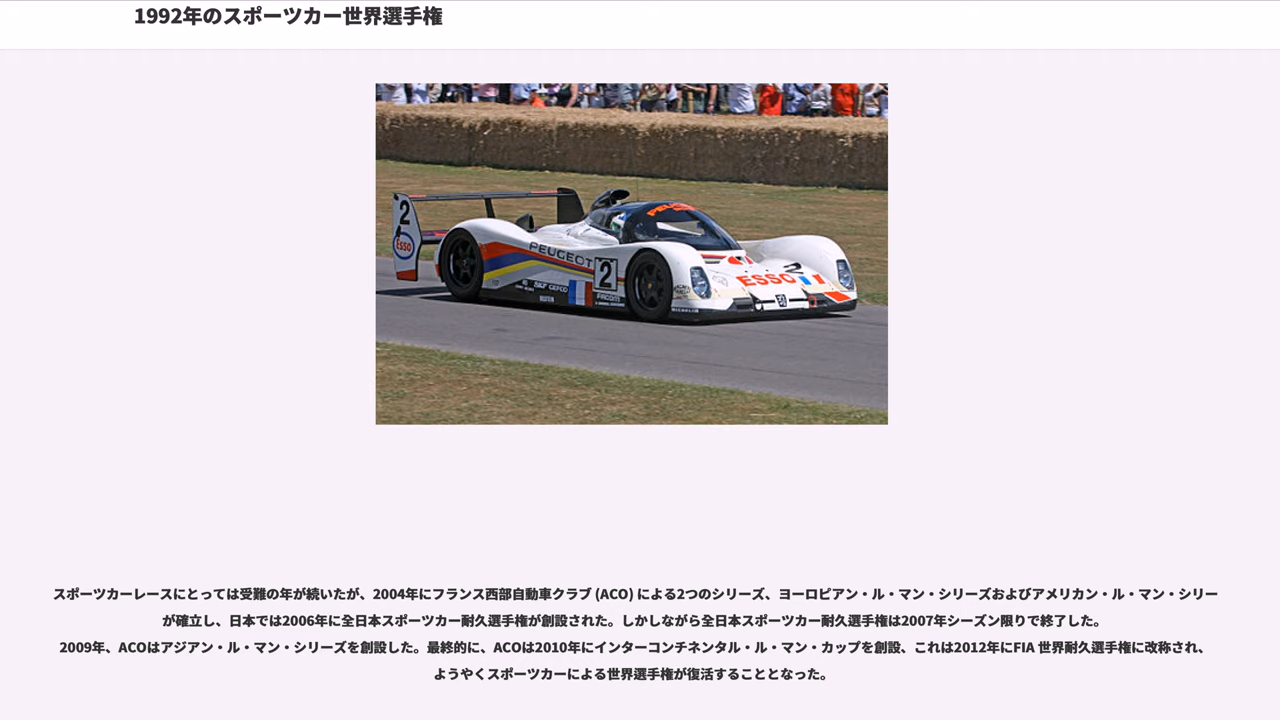 1992年のスポーツカー世界選手権
2
Esso
PEUGEOT
2
PEUGEOT
ESSO
2
SKF GEFCO
FACOM
MICHELIN
スポーツカーレースにとっては受難の年が続いたが、2004年にフランス西部自動車クラブ (ACO) による2つのシリーズ、ヨーロピアン・ル・マン・シリーズおよびアメリカン・ル・マン・シリー
が確立し、日本では2006年に全日本スポーツカー耐久選手権が創設された。しかしながら全日本スポーツカー耐久選手権は2007年シーズン限りで終了した。
2009年、ACOはアジアン・ル・マン・シリーズを創設した。最終的に、ACOは2010年にインターコンチネンタル・ル・マン・カップを創設、これは2012年にFIA 世界耐久選手権に改称され、
ようやくスポーツカーによる世界選手権が復活することとなった。